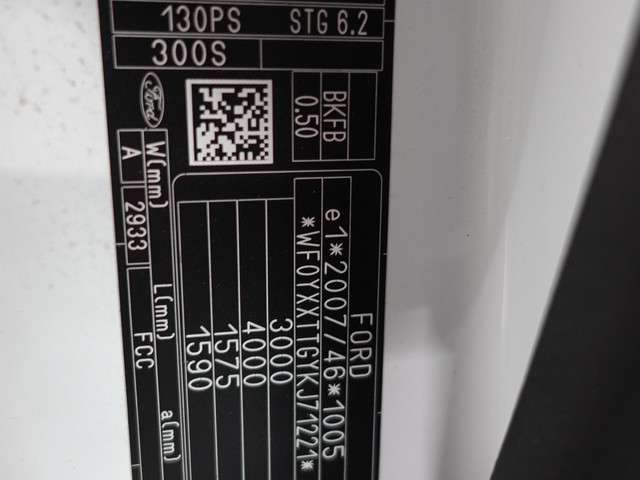 130PS STG 6.2
300S
Ford
BKFB
0.50
FORD
e1*2007/46*1005
*WF0YXXTTGYKJ71221*
3000
4000
1575
1590
W(mm) L(mm) a(mm)
A 2933 FCC